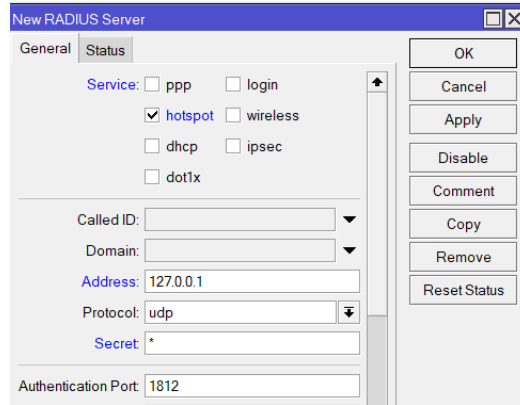 New RADIUS Server
General Status
Service: ppp login
hotspot wireless
dhcp ipsec
dot1x
Called ID:
Domain:
Address: 127.0.0.1
Protocol: udp
Secret: *
Authentication Port: 1812
OK
Cancel
Apply
Disable
Comment
Copy
Remove
Reset Status